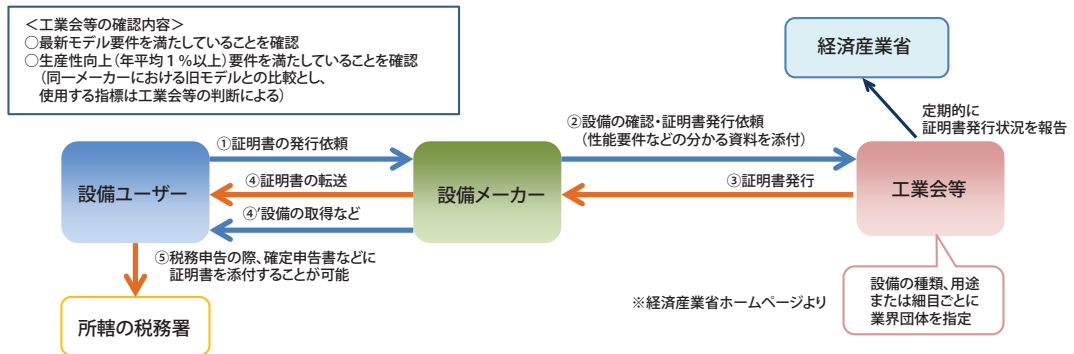 ＜工業会等の確認内容＞
○最新モデル要件を満たしていることを確認
○生産性向上（年平均１％以上）要件を満たしていることを確認
（同一メーカーにおける旧モデルとの比較とし、
使用する指標は工業会等の判断による）
経済産業省
定期的に
証明書発行状況を報告
②設備の確認・証明書発行依頼
（性能要件などの分かる資料を添付）
①証明書の発行依頼
設備ユーザー
④証明書の転送
設備メーカー
③証明書発行
工業会等
④’設備の取得など
⑤税務申告の際、確定申告書などに
証明書を添付することが可能
設備の種類、用途
または細目ごとに
業界団体を指定
※経済産業省ホームページより
所轄の税務署